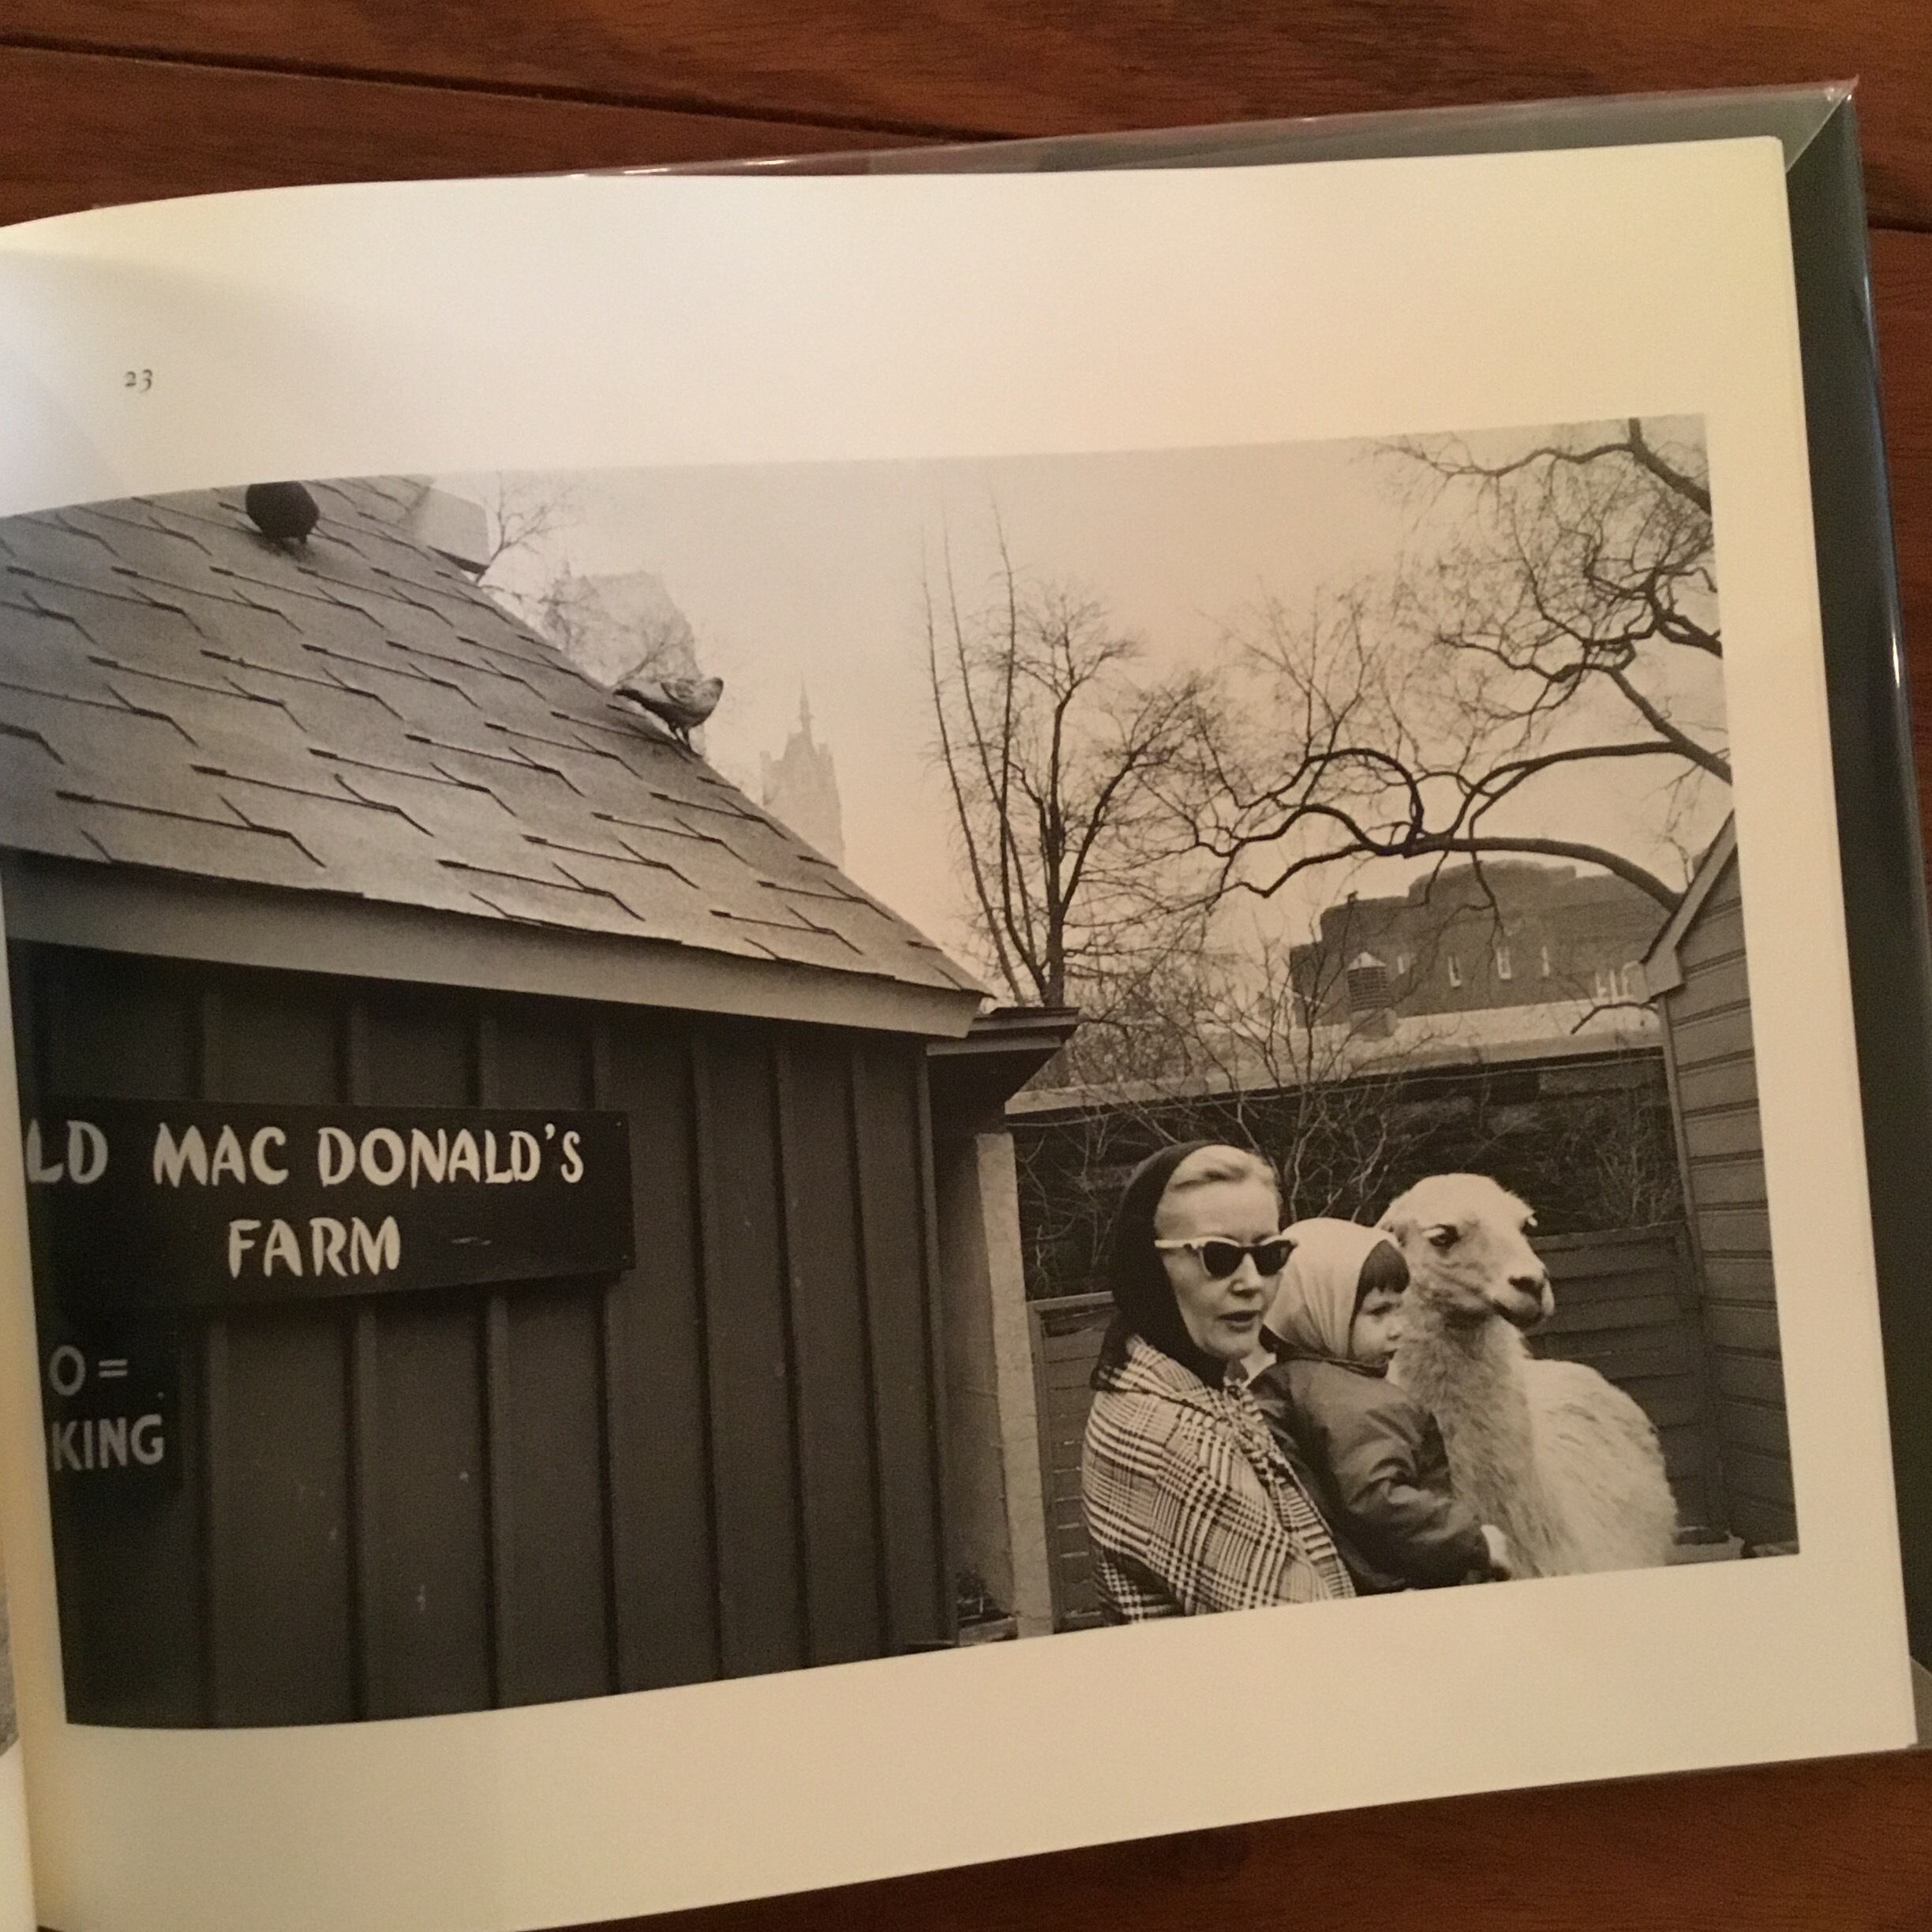 23
LD MAC DONALD'S
FARM
O =
KING